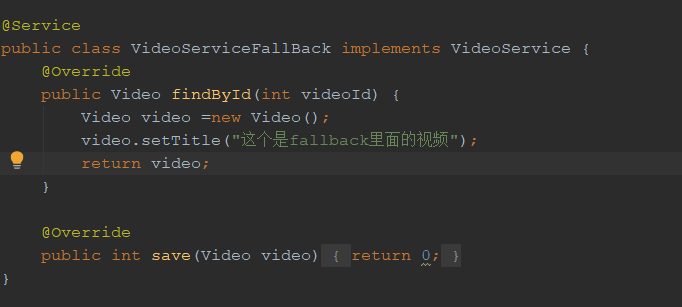 @Service
public class VideoServiceFallBack implements VideoService {
@Override
public Video findById(int videoId) {
Video video =new Video();
video.setTitle("这个是fallback里面的视频");
return video;
}
@Override
public int save(Video video) { return 0; }
}